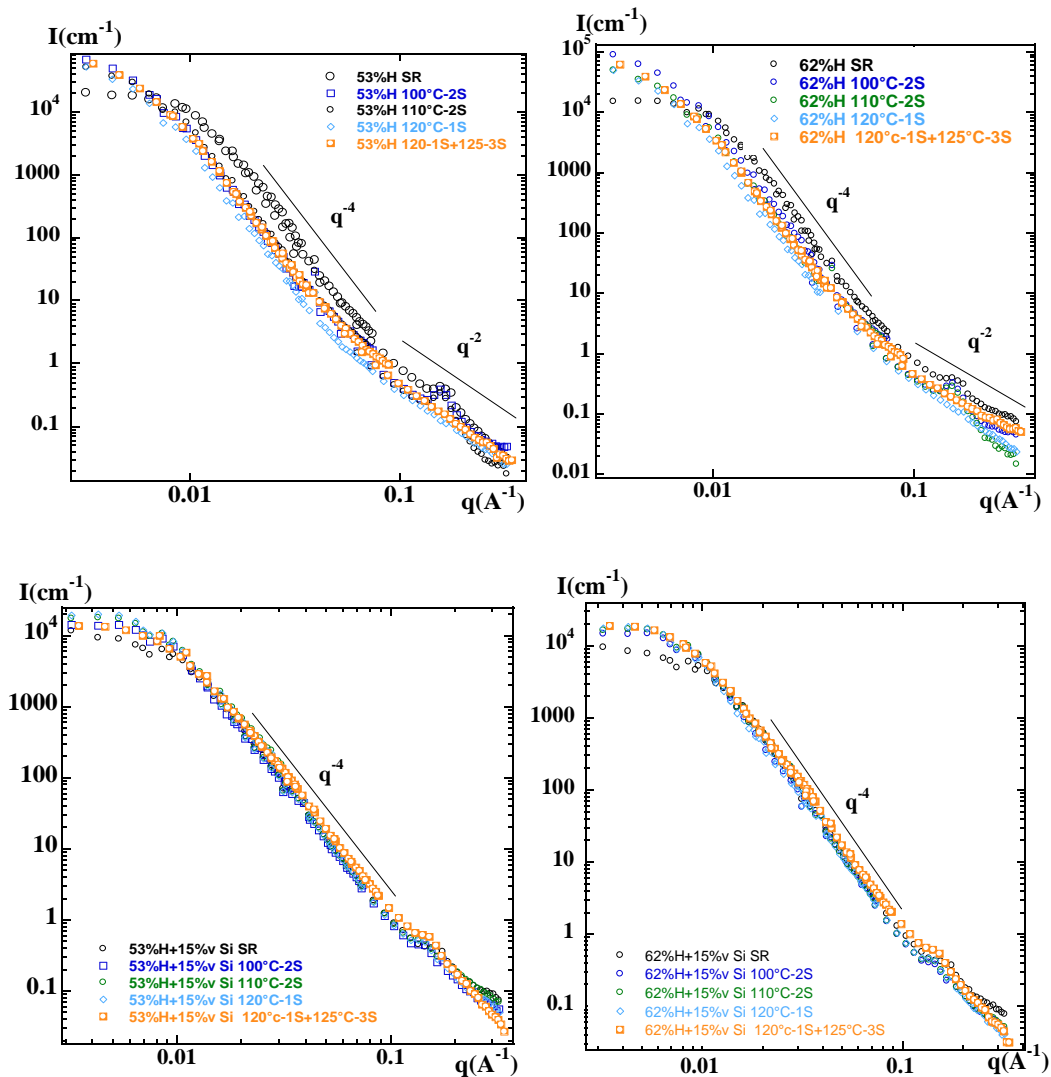 I(cm⁻¹)
53%H SR
53%H 100°C-2S
53%H 110°C-2S
53%H 120°C-1S
53%H 120-1S+125-3S
q⁻⁴
q⁻²
10⁴
1000
100
10
1
0.1
0.01
0.1
q(A⁻¹)
I(cm⁻¹)
62%H SR
62%H 100°C-2S
62%H 110°C-2S
62%H 120°C-1S
62%H 120°c-1S+125°C-3S
q⁻⁴
q⁻²
10⁵
10⁴
1000
100
10
1
0.1
0.01
0.01
0.1
q(A⁻¹)
I(cm⁻¹)
10⁴
1000
100
10
1
0.1
q⁻⁴
53%H+15%v Si SR
53%H+15%v Si 100°C-2S
53%H+15%v Si 110°C-2S
53%H+15%v Si 120°C-1S
53%H+15%v Si 120°c-1S+125°C-3S
0.01
0.1
q(A⁻¹)
I(cm⁻¹)
10⁴
1000
100
10
1
0.1
q⁻⁴
62%H+15%v Si SR
62%H+15%v Si 100°C-2S
62%H+15%v Si 110°C-2S
62%H+15%v Si 120°C-1S
62%H+15%v Si 120°c-1S+125°C-3S
0.01
0.1
q(A⁻¹)